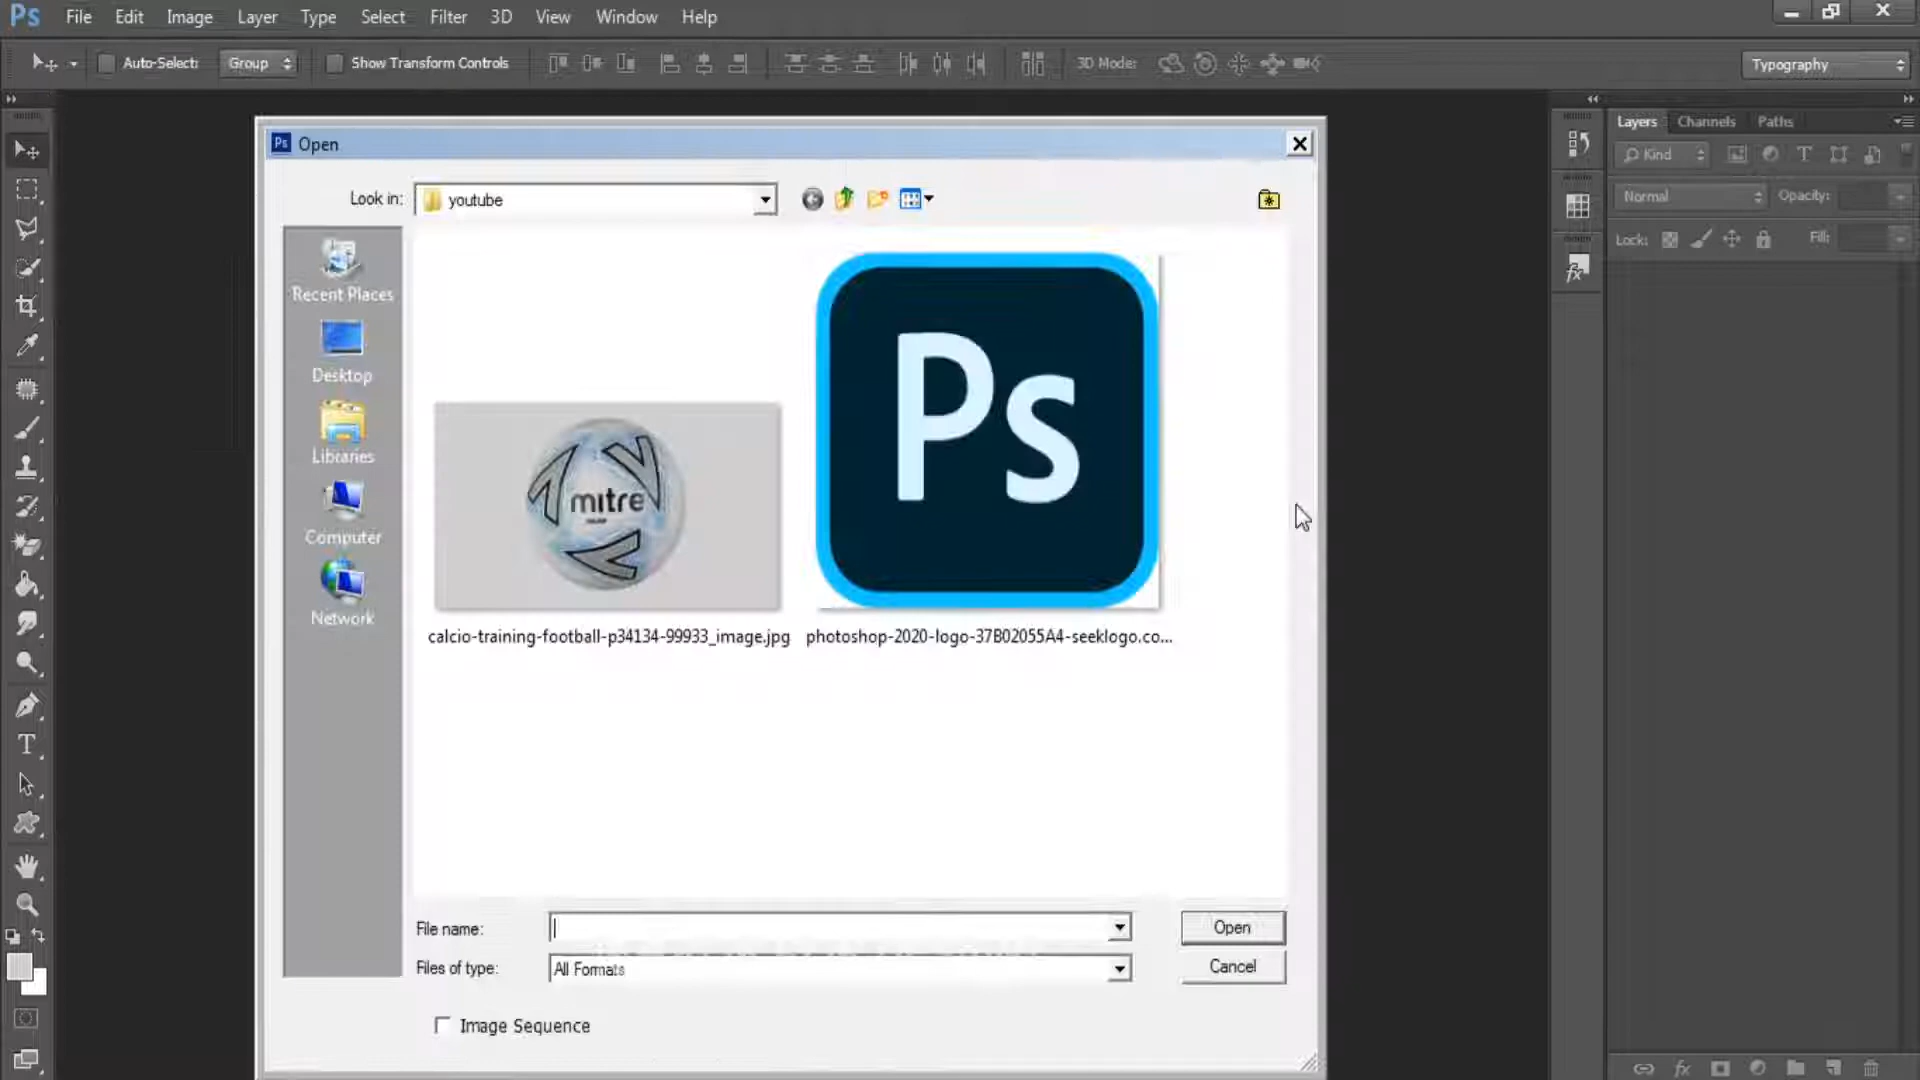 Ps File Edit Image Layer Type Select Filter 3D View Window Help
Auto-Select: Group Show Transform Controls 3D Mode: Typography
Layers Channels Paths
Kind
Normal Opacity:
Lock: Fill:
Ps Open
Look in: youtube
Recent Places
Desktop
Libraries
Computer
Network
mitre
Ps
calcio-training-football-p34134-99933_image.jpg
photoshop-2020-logo-37B02055A4-seeklogo.co...
File name: Open
Files of type: All Formats Cancel
Image Sequence